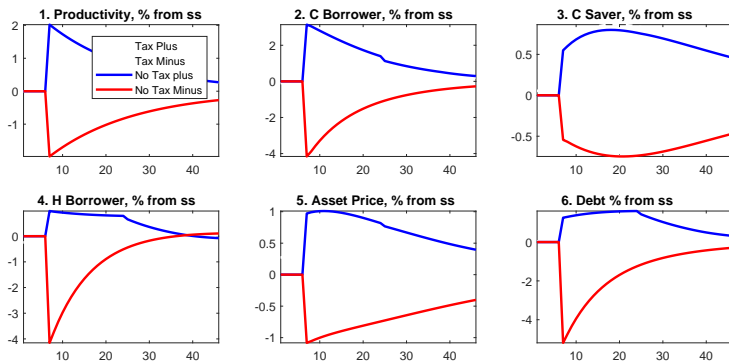 1. Productivity, % from ss
2
1
0
-1
10 20 30 40
Tax Plus
Tax Minus
No Tax plus
No Tax Minus
2. C Borrower, % from ss
2
0
-2
-4
10 20 30 40
3. C Saver, % from ss
0.5
0
-0.5
10 20 30 40
4. H Borrower, % from ss
0
-1
-2
-3
-4
10 20 30 40
5. Asset Price, % from ss
1
0.5
0
-0.5
-1
10 20 30 40
6. Debt % from ss
0
-2
-4
10 20 30 40